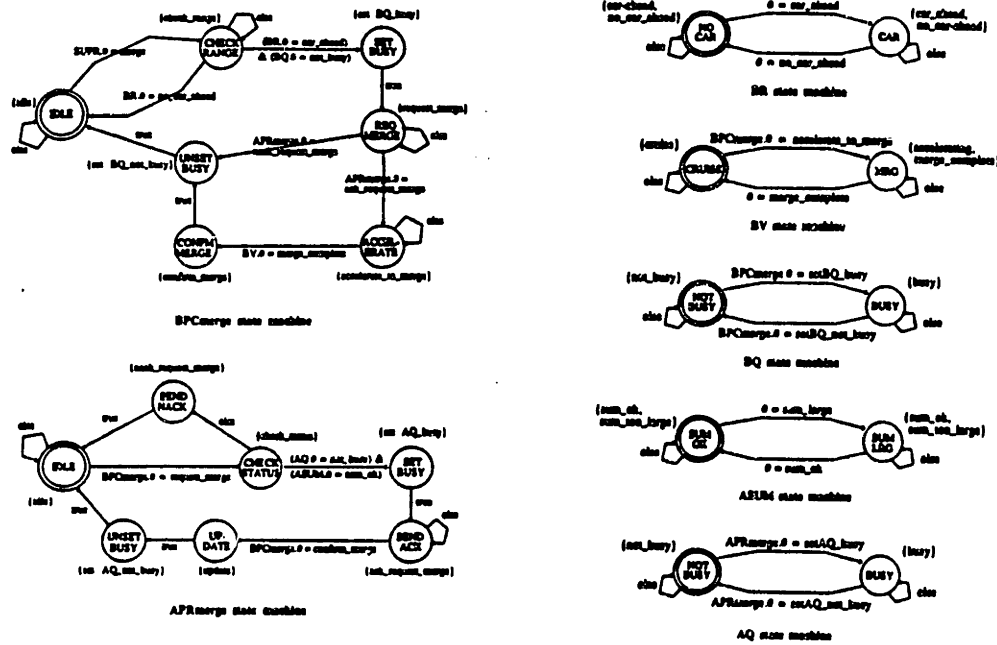 {check_range}
else
{set BQ_busy}
CHECK
RANGE
(BR.θ = car_ahead)
& (BQ.θ = not_busy)
SET
BUSY
BR.θ = no_car_ahead
true
{idle}
IDLE
else
{request_merge}
REQ
MERGE
else
true
UNSET
BUSY
{set BQ_not_busy}
APRmerge.θ =
nack_request_merge
APRmerge.θ =
ack_request_merge
true
else
CONFM
MERGE
BV.θ = merge_complete
ACCEL-
ERATE
{confirm_merge}
{accelerate_to_merge}
BPCmerge state machine
{nack_request_merge}
SEND
NACK
true
else
else
{check_status}
{set AQ_busy}
IDLE
BPCmerge.θ = request_merge
CHECK
STATUS
(AQ.θ = not_busy) &
(ASUM.θ = sum_ok)
SET
BUSY
{idle}
true
true
else
UNSET
BUSY
true
UP-
DATE
BPCmerge.θ = confirm_merge
SEND
ACK
{set AQ_not_busy}
{update}
{ack_request_merge}
APRmerge state machine
{car_ahead,
no_car_ahead}
θ = car_ahead
{car_ahead,
no_car_ahead}
NO
CAR
CAR
else
θ = no_car_ahead
else
BR state machine
{cruise}
BPCmerge.θ = accelerate_to_merge
{accelerating,
merge_complete}
CRUISE
MRG
else
θ = merge_complete
else
BV state machine
{not_busy}
BPCmerge.θ = setBQ_busy
{busy}
NOT
BUSY
BUSY
else
BPCmerge.θ = setBQ_not_busy
else
BQ state machine
{sum_ok,
sum_too_large}
θ = sum_large
{sum_ok,
sum_too_large}
SUM
OK
SUM
LRG
else
θ = sum_ok
else
ASUM state machine
{not_busy}
APRmerge.θ = setAQ_busy
{busy}
NOT
BUSY
BUSY
else
APRmerge.θ = setAQ_not_busy
else
AQ state machine